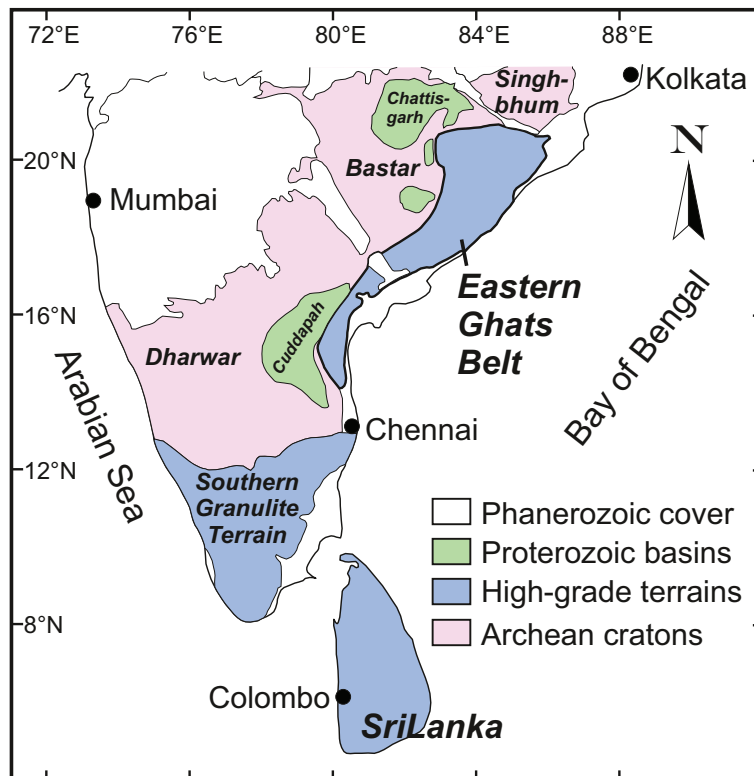 72°E
76°E
80°E
84°E
88°E
20°N
16°N
12°N
8°N
Singh-
bhum
Kolkata
Chattis-
garh
Bastar
N
Mumbai
Eastern
Ghats
Belt
Bay of Bengal
Cuddapah
Dharwar
Arabian Sea
Chennai
Southern
Granulite
Terrain
Phanerozoic cover
Proterozoic basins
High-grade terrains
Archean cratons
Colombo
SriLanka